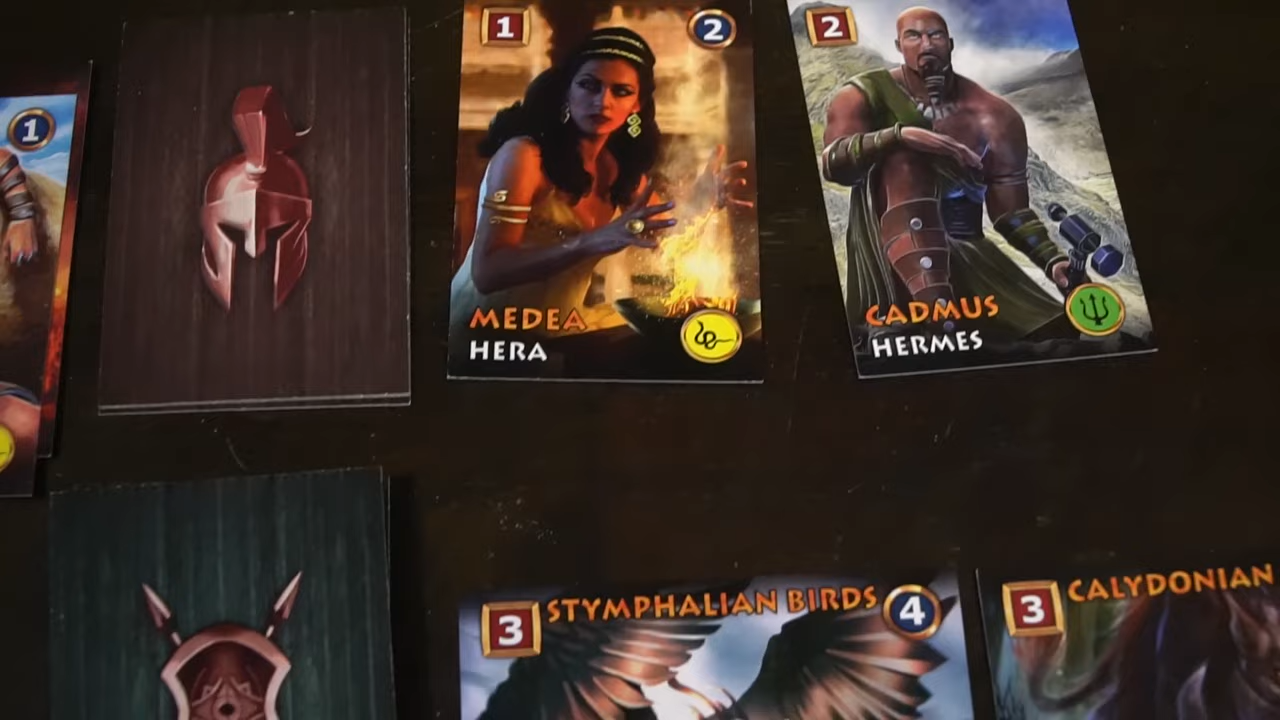 1 2
2
1
MEDEA
HERA
CADMUS
HERMES
3 STYMPHALIAN BIRDS 4
3 CALYDONIAN